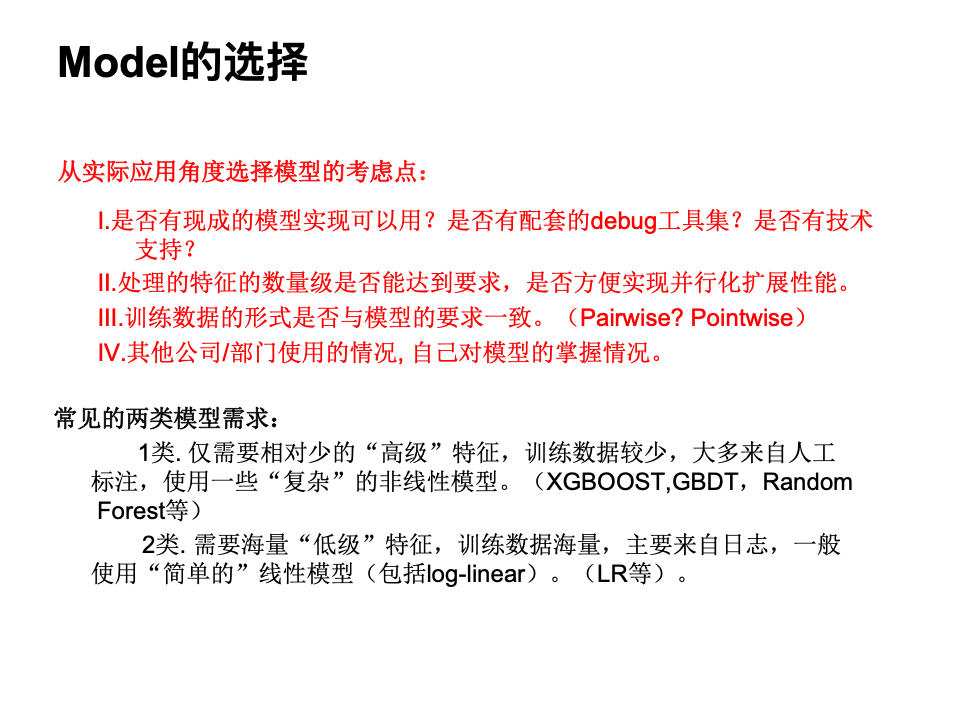 Model的选择
从实际应用角度选择模型的考虑点：
I.是否有现成的模型实现可以用？是否有配套的debug工具集？是否有技术
支持？
II.处理的特征的数量级是否能达到要求，是否方便实现并行化扩展性能。
III.训练数据的形式是否与模型的要求一致。（Pairwise? Pointwise）
IV.其他公司/部门使用的情况, 自己对模型的掌握情况。
常见的两类模型需求：
1类. 仅需要相对少的“高级”特征，训练数据较少，大多来自人工
标注，使用一些“复杂”的非线性模型。（XGBOOST,GBDT，Random
Forest等）
2类. 需要海量“低级”特征，训练数据海量，主要来自日志，一般
使用“简单的”线性模型（包括log-linear）。（LR等）。